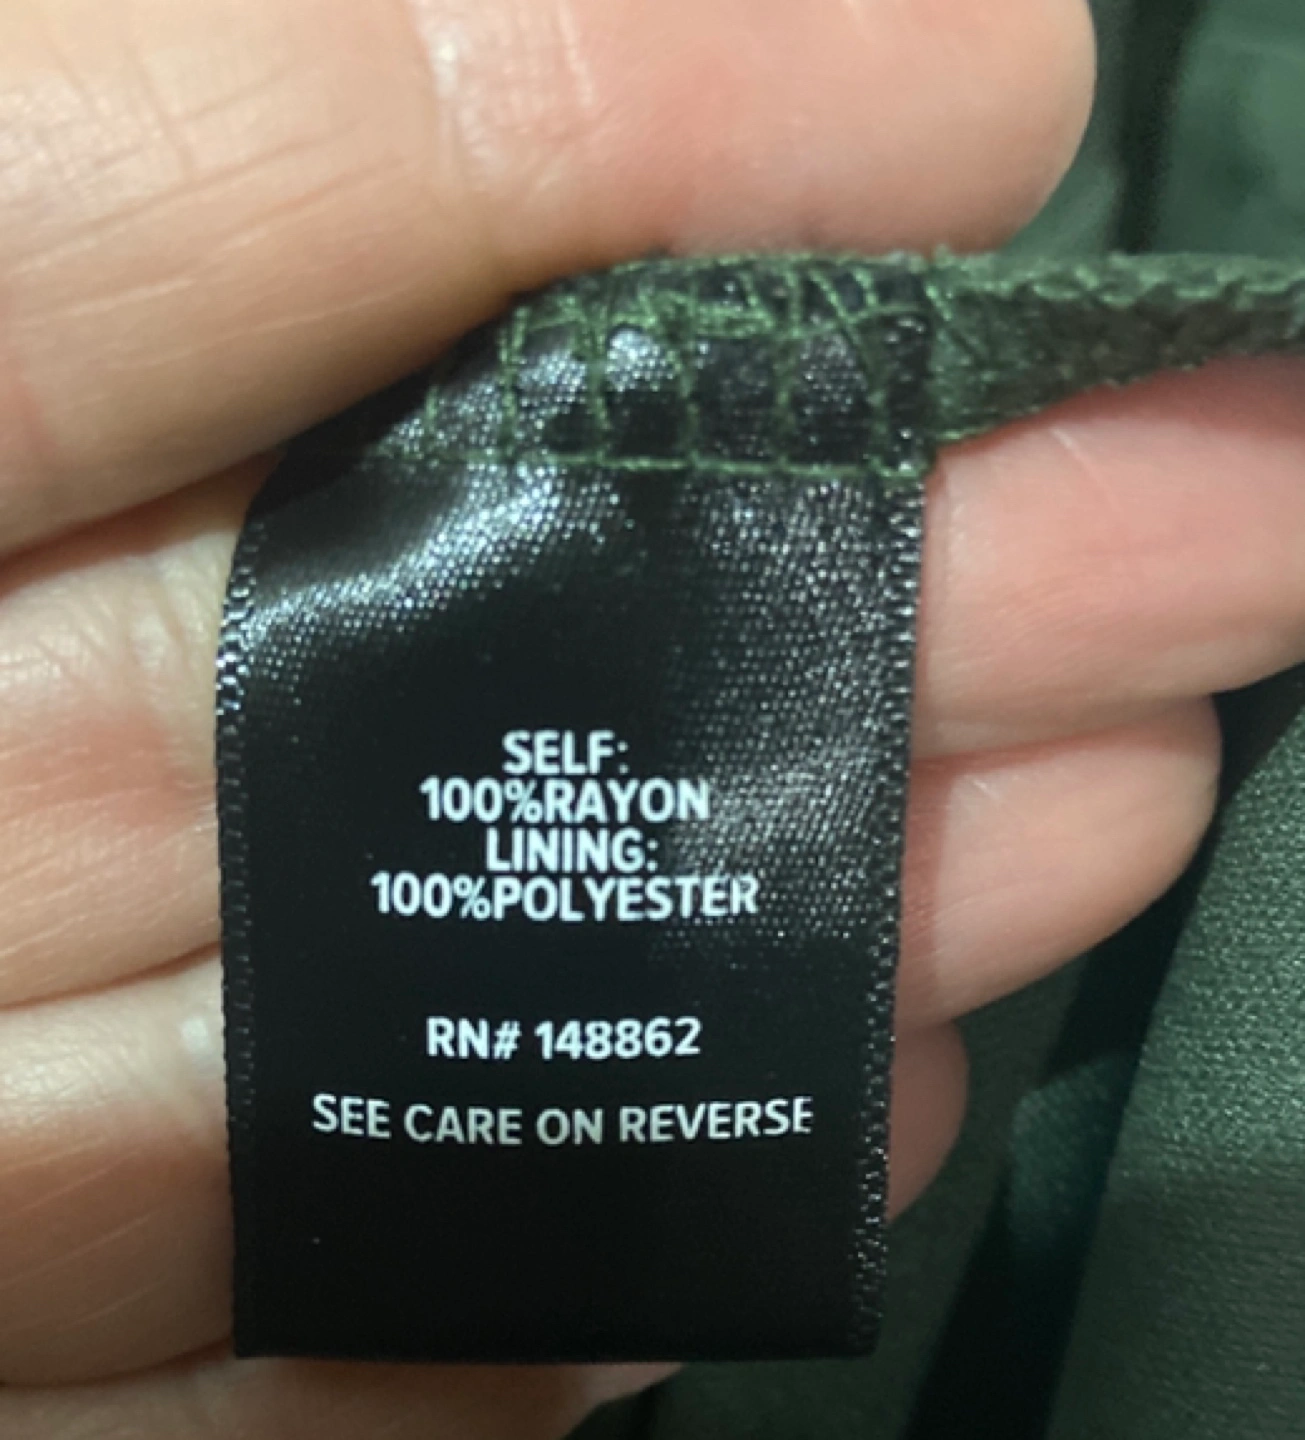 SELF:
100%RAYON
LINING:
100%POLYESTER
RN# 148862
SEE CARE ON REVERSE